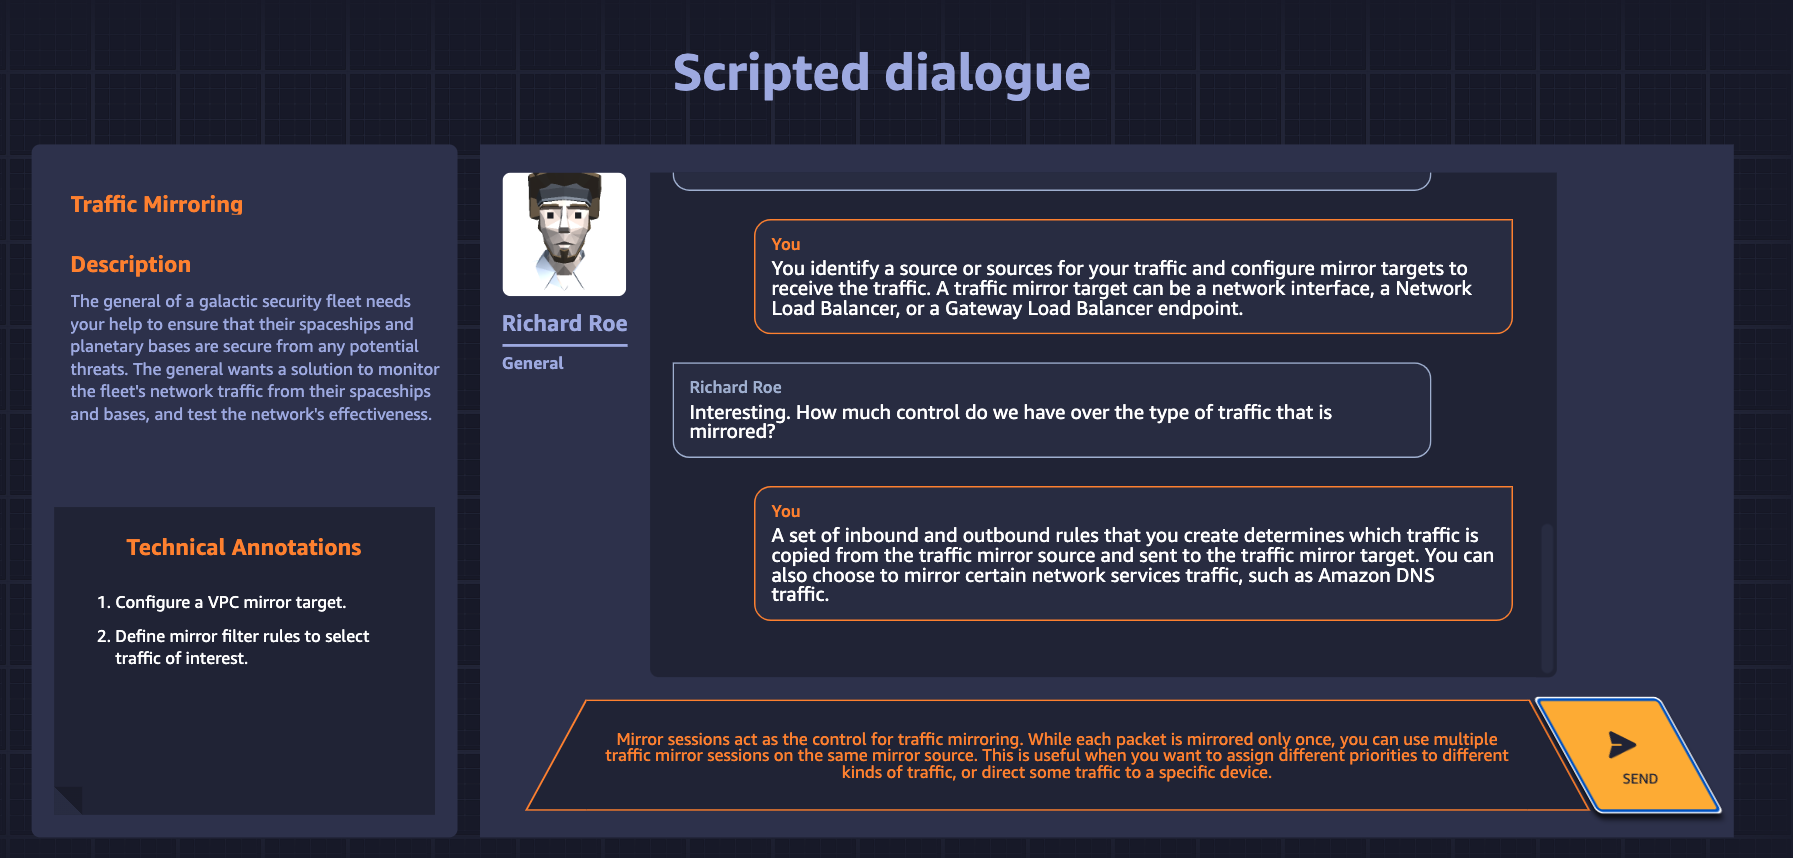 Scripted dialogue
Traffic Mirroring
Description
The general of a galactic security fleet needs
your help to ensure that their spaceships and
planetary bases are secure from any potential
threats. The general wants a solution to monitor
the fleet's network traffic from their spaceships
and bases, and test the network's effectiveness.
Technical Annotations
1. Configure a VPC mirror target.
2. Define mirror filter rules to select
traffic of interest.
Richard Roe
General
You
You identify a source or sources for your traffic and configure mirror targets to
receive the traffic. A traffic mirror target can be a network interface, a Network
Load Balancer, or a Gateway Load Balancer endpoint.
Richard Roe
Interesting. How much control do we have over the type of traffic that is
mirrored?
You
A set of inbound and outbound rules that you create determines which traffic is
copied from the traffic mirror source and sent to the traffic mirror target. You can
also choose to mirror certain network services traffic, such as Amazon DNS
traffic.
Mirror sessions act as the control for traffic mirroring. While each packet is mirrored only once, you can use multiple
traffic mirror sessions on the same mirror source. This is useful when you want to assign different priorities to different
kinds of traffic, or direct some traffic to a specific device.
SEND